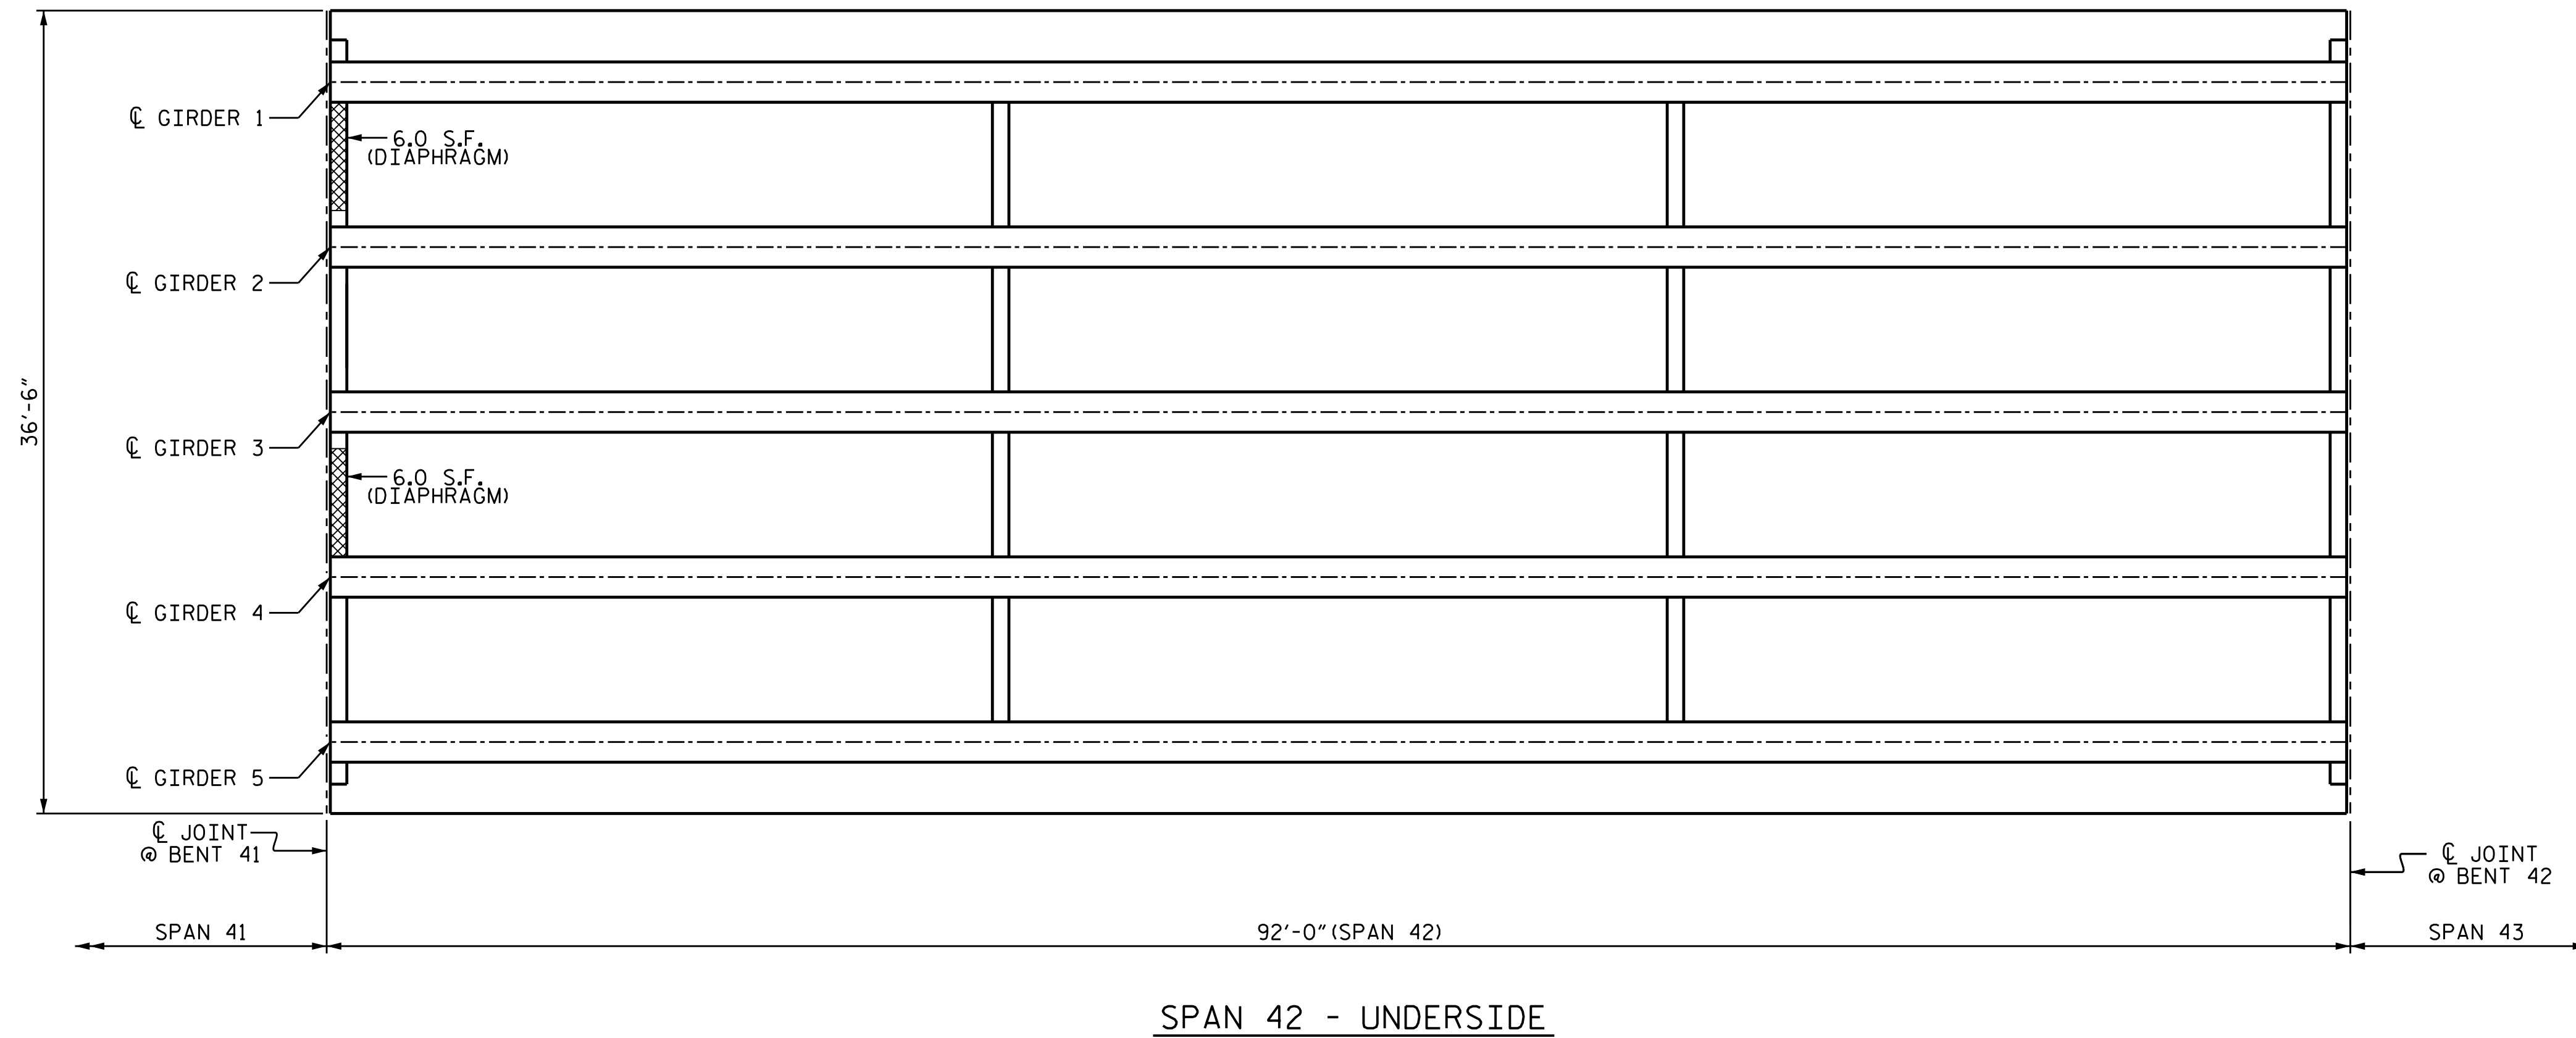 36'-6"
℄ GIRDER 1
6.0 S.F.
(DIAPHRAGM)
℄ GIRDER 2
℄ GIRDER 3
6.0 S.F.
(DIAPHRAGM)
℄ GIRDER 4
℄ GIRDER 5
℄ JOINT
@ BENT 41
℄ JOINT
@ BENT 42
SPAN 41
92'-0" (SPAN 42)
SPAN 43
SPAN 42 - UNDERSIDE